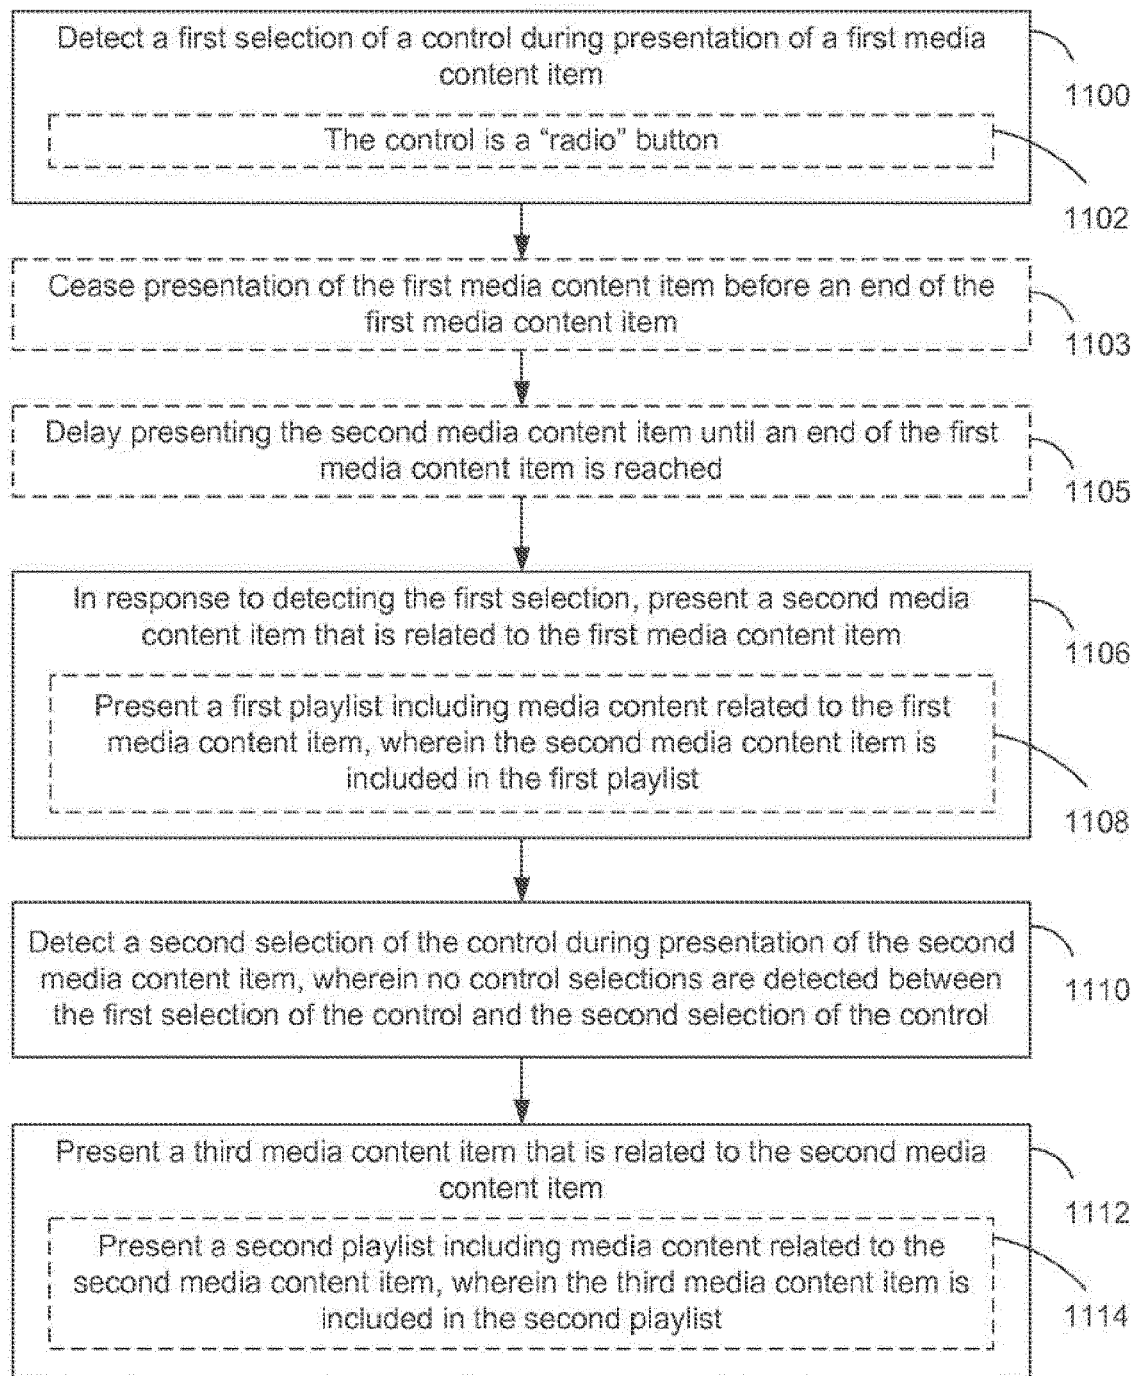 Detect a first selection of a control during presentation of a first media
content item
1100
The control is a “radio” button
1102
Cease presentation of the first media content item before an end of the
first media content item
1103
Delay presenting the second media content item until an end of the first
media content item is reached
1105
In response to detecting the first selection, present a second media
content item that is related to the first media content item
1106
Present a first playlist including media content related to the first
media content item, wherein the second media content item is
included in the first playlist
1108
Detect a second selection of the control during presentation of the second
media content item, wherein no control selections are detected between
the first selection of the control and the second selection of the control
1110
Present a third media content item that is related to the second media
content item
1112
Present a second playlist including media content related to the
second media content item, wherein the third media content item is
included in the second playlist
1114